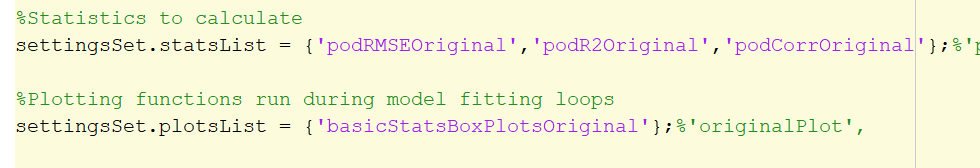 %Statistics to calculate
settingsSet.statsList = {'podRMSEOriginal','podR2Original','podCorrOriginal'};%'
%Plotting functions run during model fitting loops
settingsSet.plotsList = {'basicStatsBoxPlotsOriginal'};%'originalPlot',